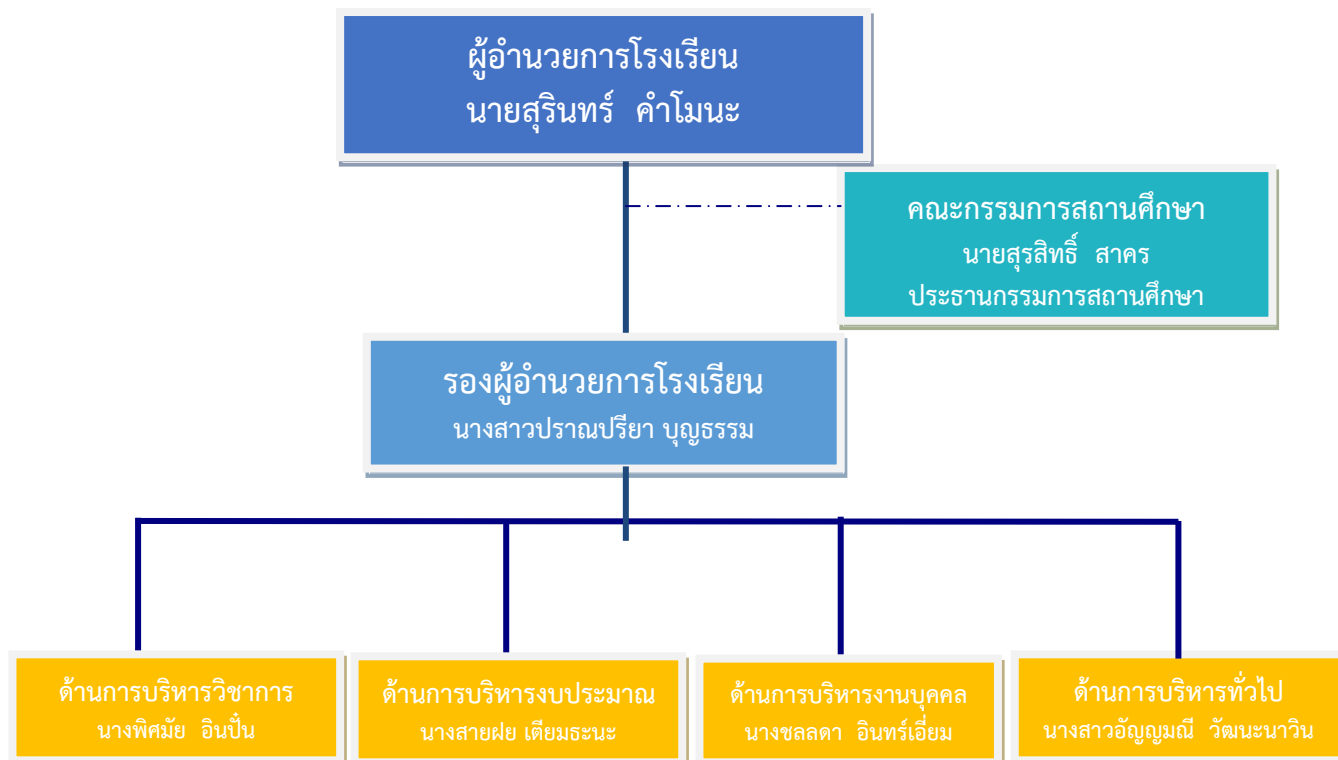 ผู้อำนวยการโรงเรียน
นายสุรินทร์ คำโมนะ
คณะกรรมการสถานศึกษา
นายสุรสิทธิ์ สาคร
ประธานกรรมการสถานศึกษา
รองผู้อำนวยการโรงเรียน
นางสาวปราณปรียา บุญธรรม
ด้านการบริหารวิชาการ
นางพิศมัย อินปั๋น
ด้านการบริหารงบประมาณ
นางสายฝย เตียมธะนะ
ด้านการบริหารงานบุคคล
นางชลลดา อินทร์เอี่ยม
ด้านการบริหารทั่วไป
นางสาวอัญญมณี วัฒนะนาวิน